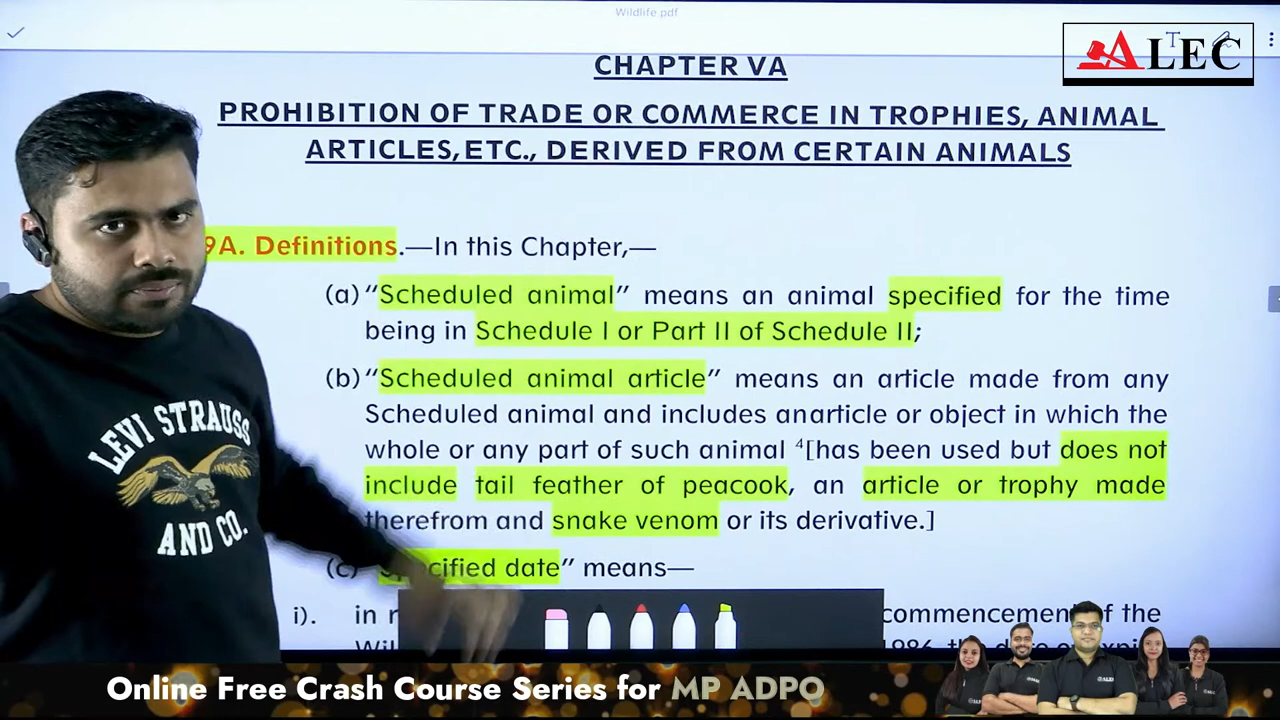 Wildlife.pdf
ALEC
CHAPTER VA
PROHIBITION OF TRADE OR COMMERCE IN TROPHIES, ANIMAL
ARTICLES,ETC., DERIVED FROM CERTAIN ANIMALS
9A. Definitions.—In this Chapter,—
(a) “Scheduled animal” means an animal specified for the time
being in Schedule I or Part II of Schedule II;
(b) “Scheduled animal article” means an article made from any
Scheduled animal and includes anarticle or object in which the
whole or any part of such animal ⁴[has been used but does not
include tail feather of peacook, an article or trophy made
therefrom and snake venom or its derivative.]
(c) specified date” means—
i). in commencement of the
1986, the date of
LEVI STRAUSS
AND CO.
Online Free Crash Course Series for MP ADPO